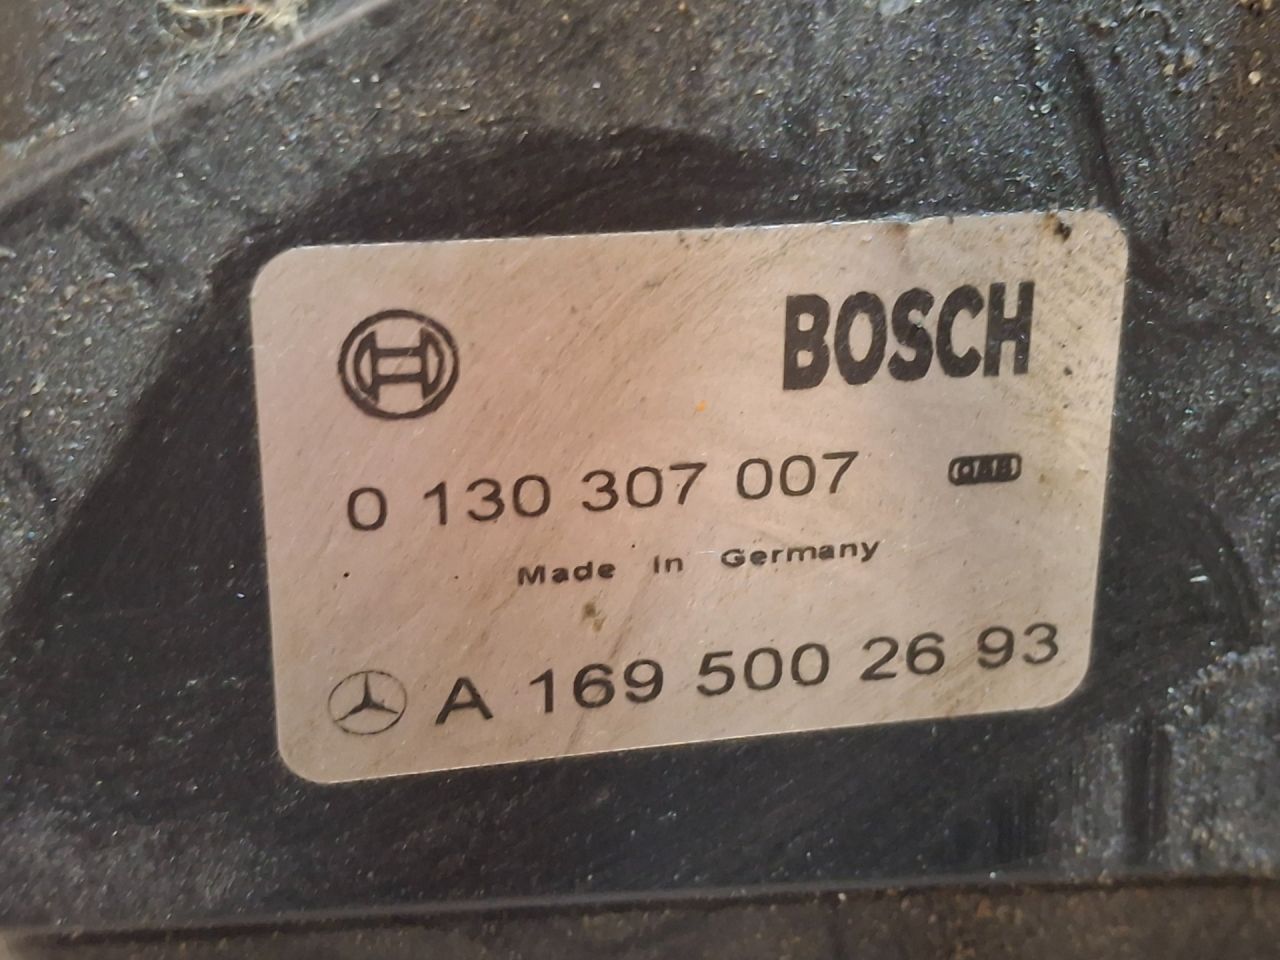 BOSCH
0 130 307 007
Made in Germany
A 169 500 26 93